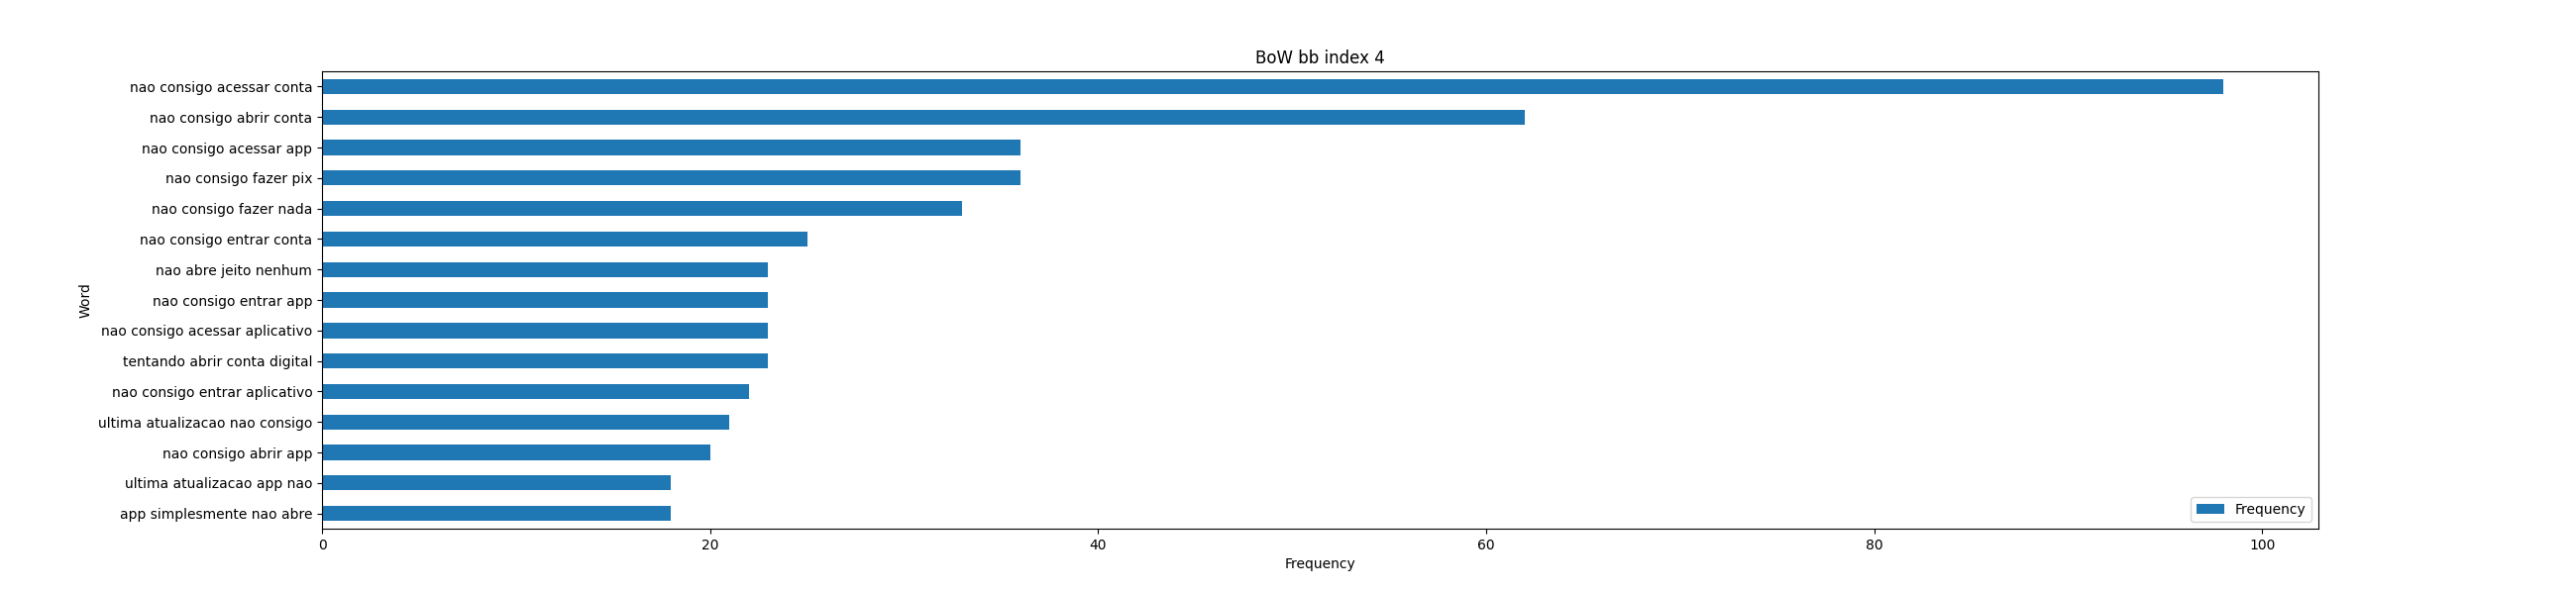 BoW bb index 4
nao consigo acessar conta
nao consigo abrir conta
nao consigo acessar app
nao consigo fazer pix
nao consigo fazer nada
nao consigo entrar conta
nao abre jeito nenhum
nao consigo entrar app
nao consigo acessar aplicativo
tentando abrir conta digital
nao consigo entrar aplicativo
ultima atualizacao nao consigo
nao consigo abrir app
ultima atualizacao app nao
app simplesmente nao abre
Word
Frequency
0 20 40 60 80 100
Frequency